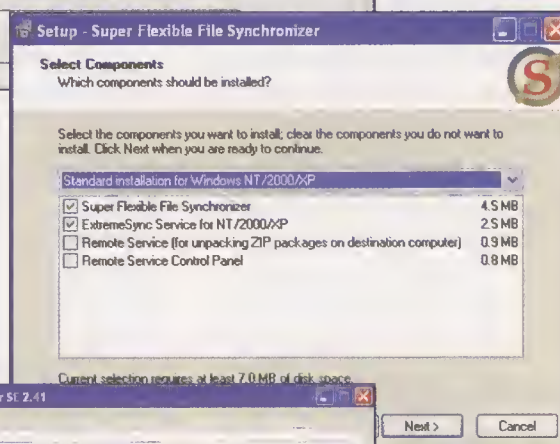 Setup - Super Flexible File Synchronizer
Select Components
Which components should be installed?
S
Select the components you want to install; clear the components you do not want to
install. Click Next when you are ready to continue.
Standard installation for Windows NT/2000/XP
Super Flexible File Synchronizer 4.5 MB
ExtremeSync Service for NT/2000/XP 2.5 MB
Remote Service (for unpacking ZIP packages on destination computer) 0.9 MB
Remote Service Control Panel 0.8 MB
Current selection requires at least 7.0 MB of disk space.
SE 2.41
Next >
Cancel